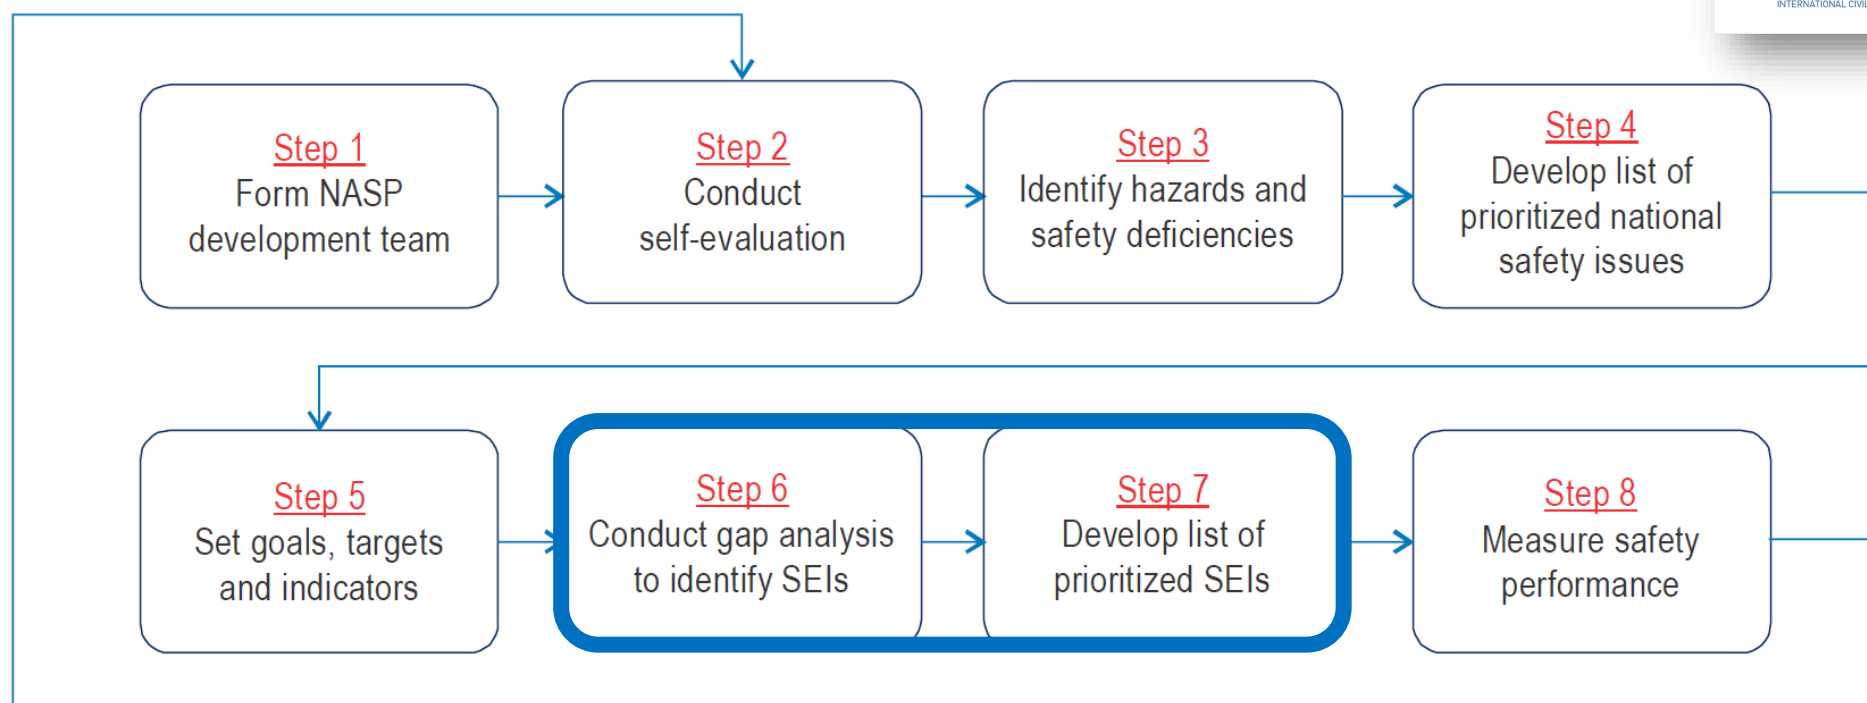 INTERNATIONAL CIVIL
Step 1
Form NASP
development team
Step 2
Conduct
self-evaluation
Step 3
Identify hazards and
safety deficiencies
Step 4
Develop list of
prioritized national
safety issues
Step 5
Set goals, targets
and indicators
Step 6
Conduct gap analysis
to identify SEIs
Step 7
Develop list of
prioritized SEIs
Step 8
Measure safety
performance